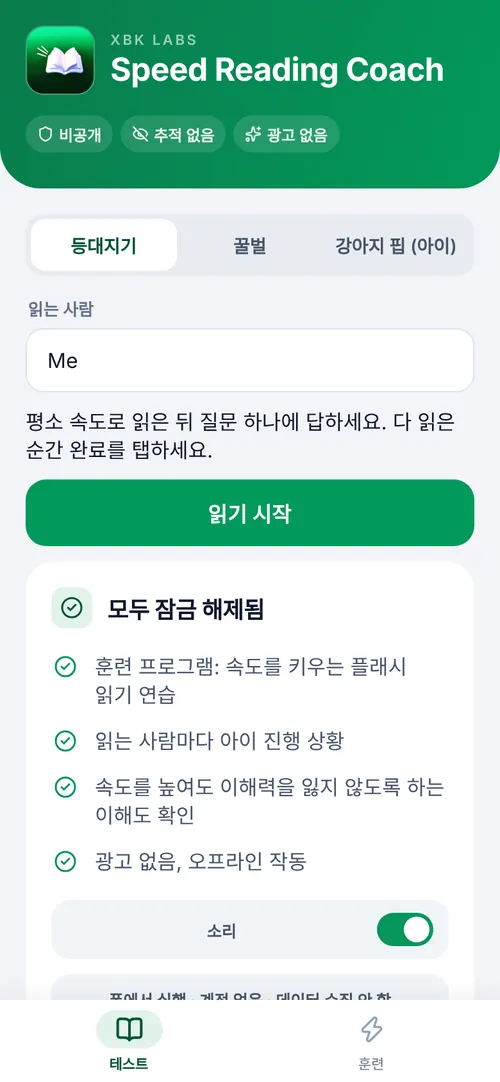 XBK LABS
Speed Reading Coach
비공개
추적 없음
광고 없음
등대지기
꿀벌
강아지 핍 (아이)
읽는 사람
Me
평소 속도로 읽은 뒤 질문 하나에 답하세요. 다 읽은
순간 완료를 탭하세요.
읽기 시작
모두 잠금 해제됨
훈련 프로그램: 속도를 키우는 플래시
읽기 연습
읽는 사람마다 아이 진행 상황
속도를 높여도 이해력을 잃지 않도록 하는
이해도 확인
광고 없음, 오프라인 작동
소리
테스트
훈련